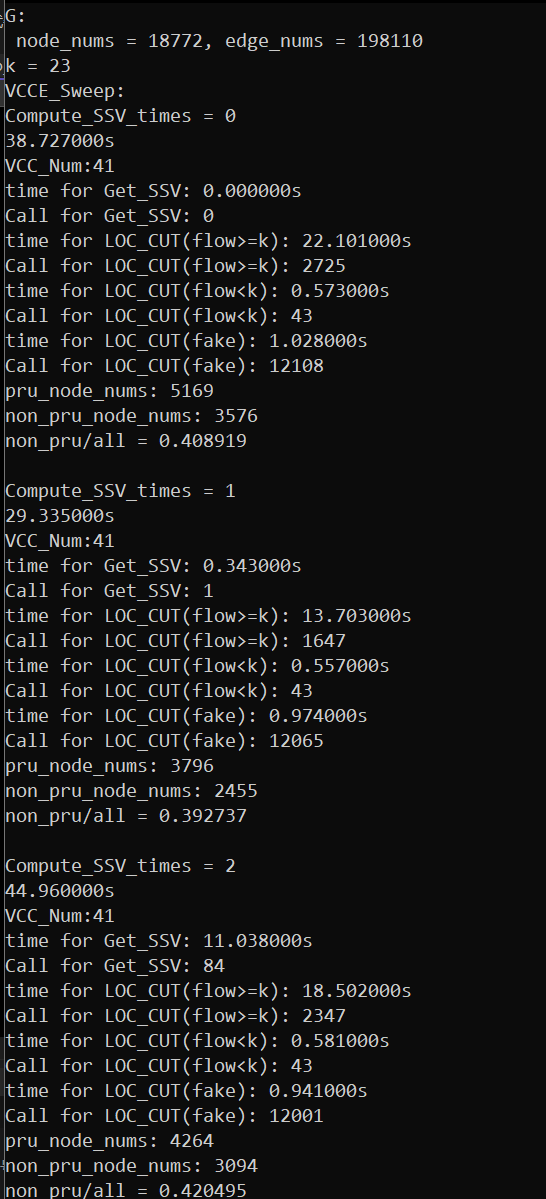 G:
node_nums = 18772, edge_nums = 198110
k = 23
VCCE_Sweep:
Compute_SSV_times = 0
38.727000s
VCC_Num:41
time for Get_SSV: 0.000000s
Call for Get_SSV: 0
time for LOC_CUT(flow>=k): 22.101000s
Call for LOC_CUT(flow>=k): 2725
time for LOC_CUT(flow<k): 0.573000s
Call for LOC_CUT(flow<k): 43
time for LOC_CUT(fake): 1.028000s
Call for LOC_CUT(fake): 12108
pru_node_nums: 5169
non_pru_node_nums: 3576
non_pru/all = 0.408919

Compute_SSV_times = 1
29.335000s
VCC_Num:41
time for Get_SSV: 0.343000s
Call for Get_SSV: 1
time for LOC_CUT(flow>=k): 13.703000s
Call for LOC_CUT(flow>=k): 1647
time for LOC_CUT(flow<k): 0.557000s
Call for LOC_CUT(flow<k): 43
time for LOC_CUT(fake): 0.974000s
Call for LOC_CUT(fake): 12065
pru_node_nums: 3796
non_pru_node_nums: 2455
non_pru/all = 0.392737

Compute_SSV_times = 2
44.960000s
VCC_Num:41
time for Get_SSV: 11.038000s
Call for Get_SSV: 84
time for LOC_CUT(flow>=k): 18.502000s
Call for LOC_CUT(flow>=k): 2347
time for LOC_CUT(flow<k): 0.581000s
Call for LOC_CUT(flow<k): 43
time for LOC_CUT(fake): 0.941000s
Call for LOC_CUT(fake): 12001
pru_node_nums: 4264
non_pru_node_nums: 3094
non_pru/all = 0.420495